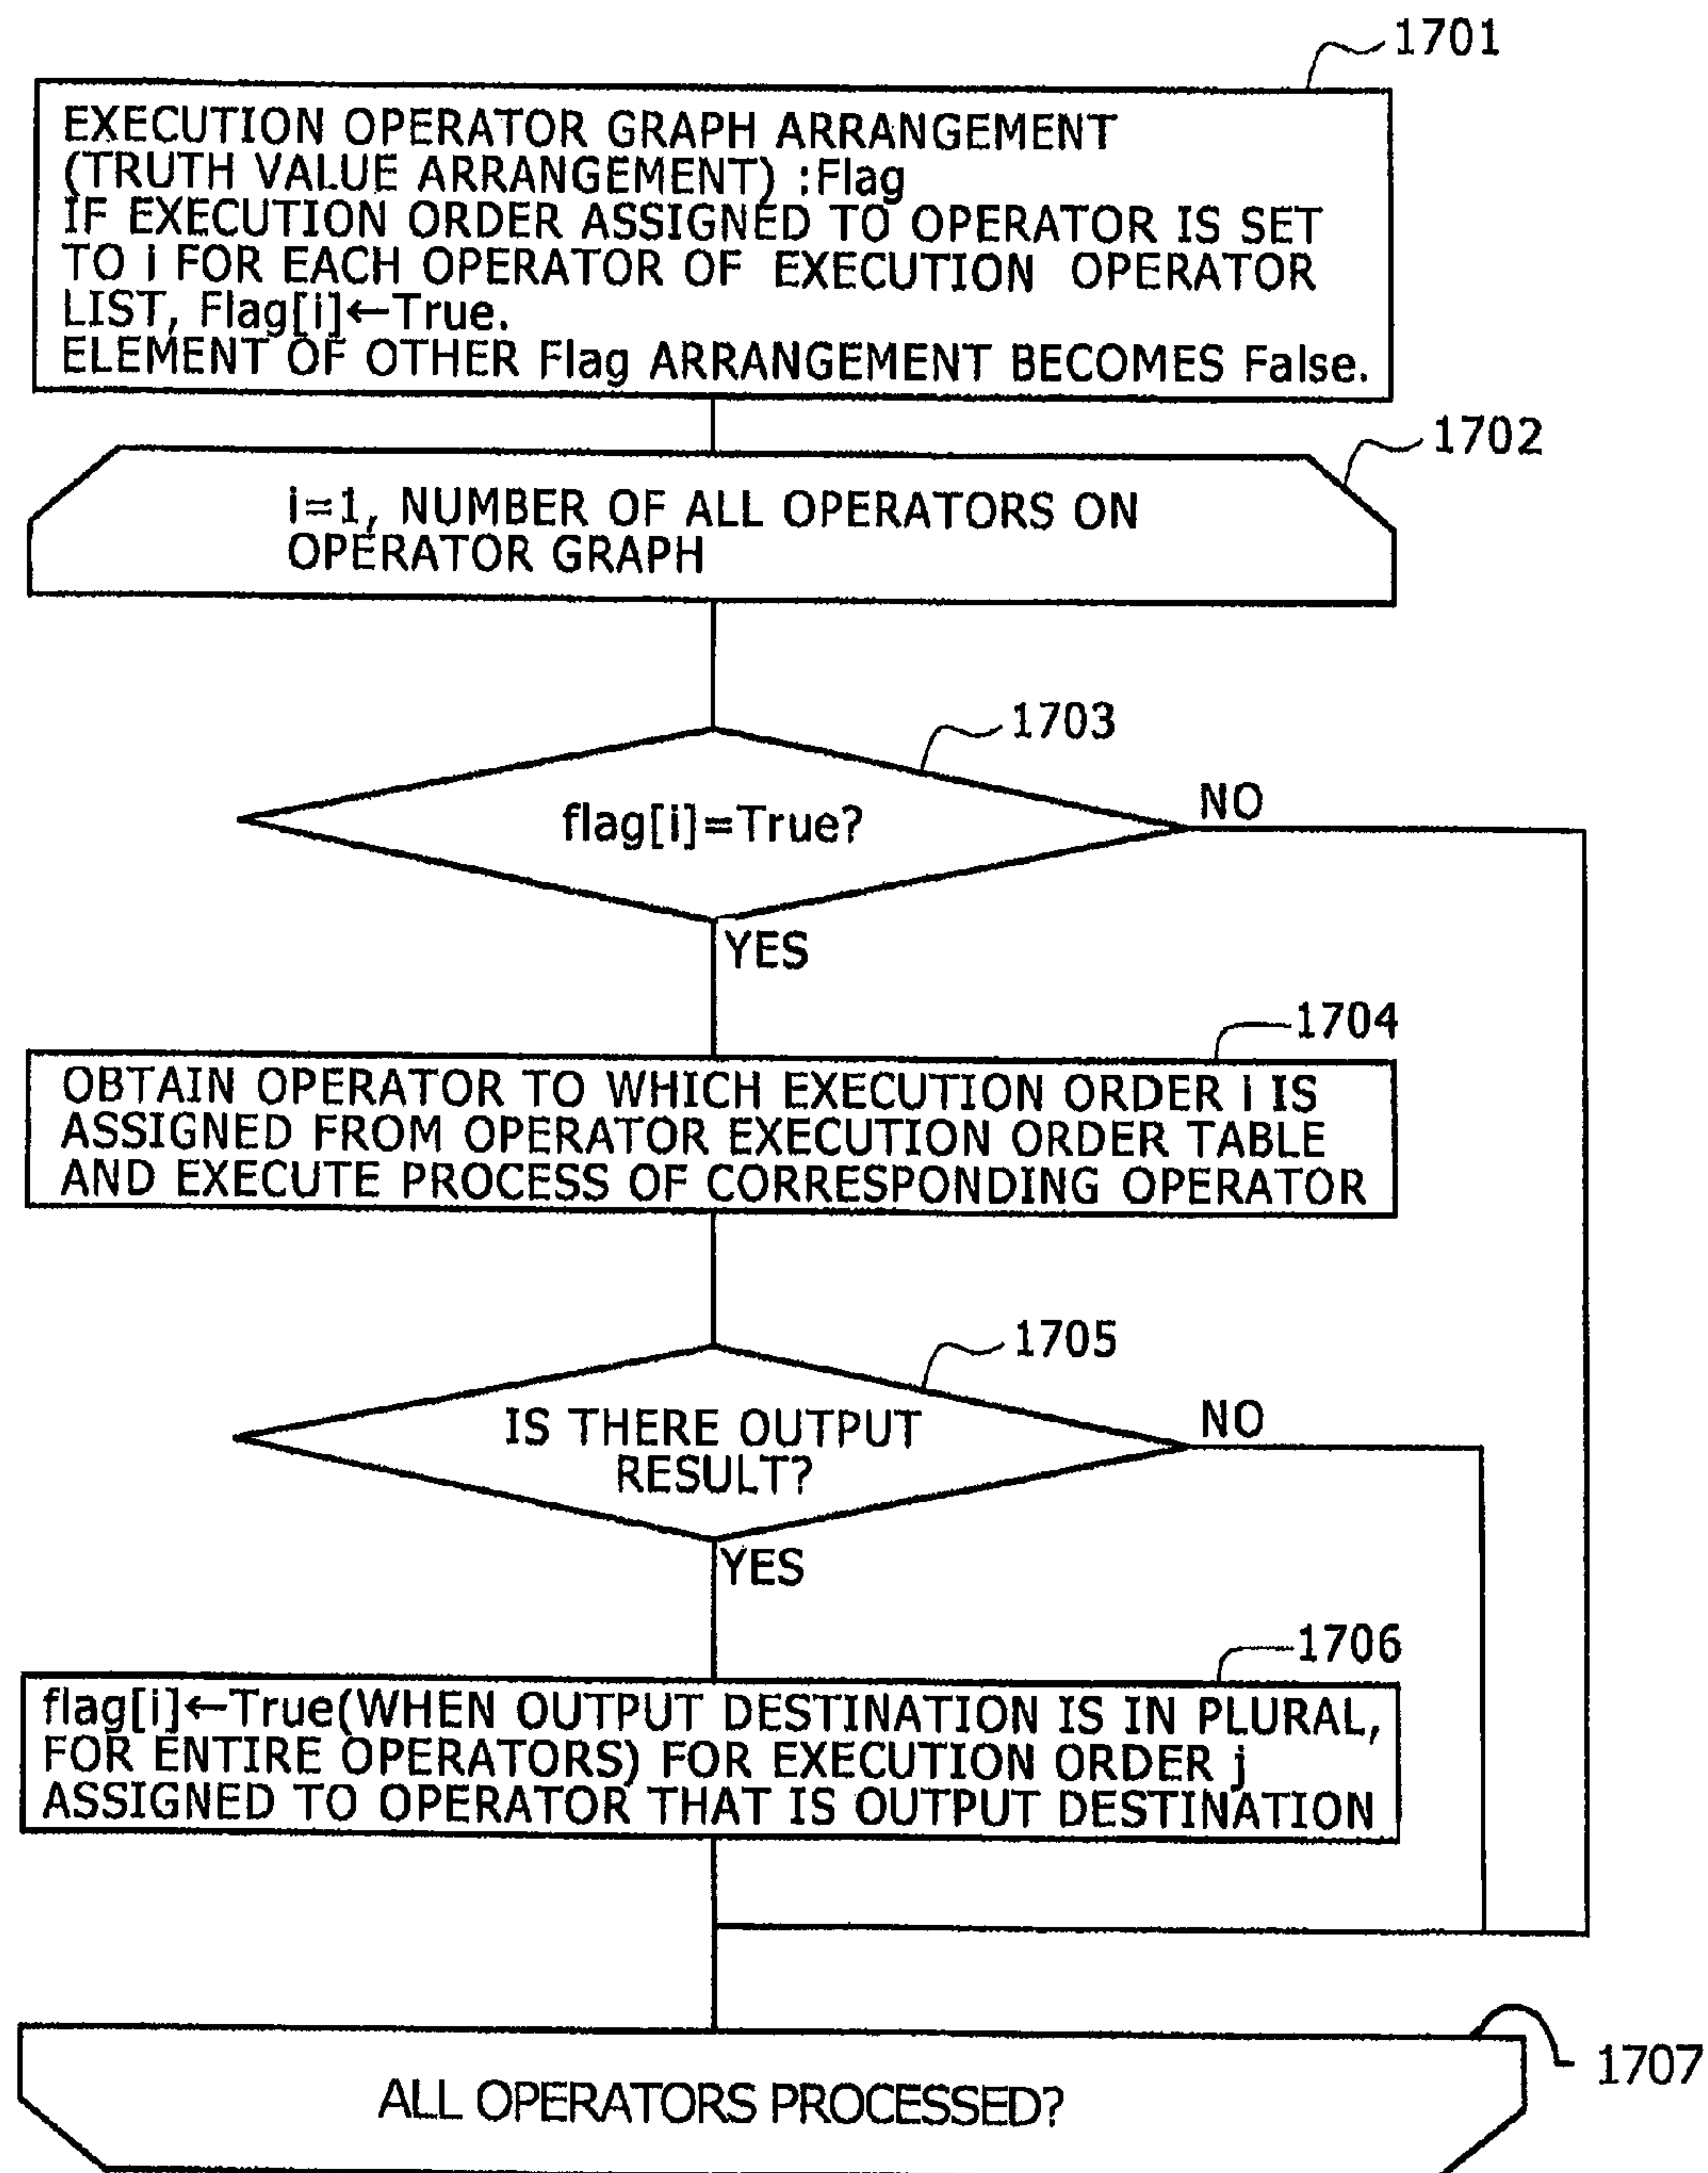 1701
EXECUTION OPERATOR GRAPH ARRANGEMENT
(TRUTH VALUE ARRANGEMENT) :Flag
IF EXECUTION ORDER ASSIGNED TO OPERATOR IS SET
TO i FOR EACH OPERATOR OF EXECUTION OPERATOR
LIST, Flag[i]←True.
ELEMENT OF OTHER Flag ARRANGEMENT BECOMES False.
1702
i=1, NUMBER OF ALL OPERATORS ON
OPERATOR GRAPH
1703
flag[i]=True?
NO
YES
1704
OBTAIN OPERATOR TO WHICH EXECUTION ORDER i IS
ASSIGNED FROM OPERATOR EXECUTION ORDER TABLE
AND EXECUTE PROCESS OF CORRESPONDING OPERATOR
1705
IS THERE OUTPUT
RESULT?
NO
YES
1706
flag[i]←True(WHEN OUTPUT DESTINATION IS IN PLURAL,
FOR ENTIRE OPERATORS) FOR EXECUTION ORDER j
ASSIGNED TO OPERATOR THAT IS OUTPUT DESTINATION
1707
ALL OPERATORS PROCESSED?